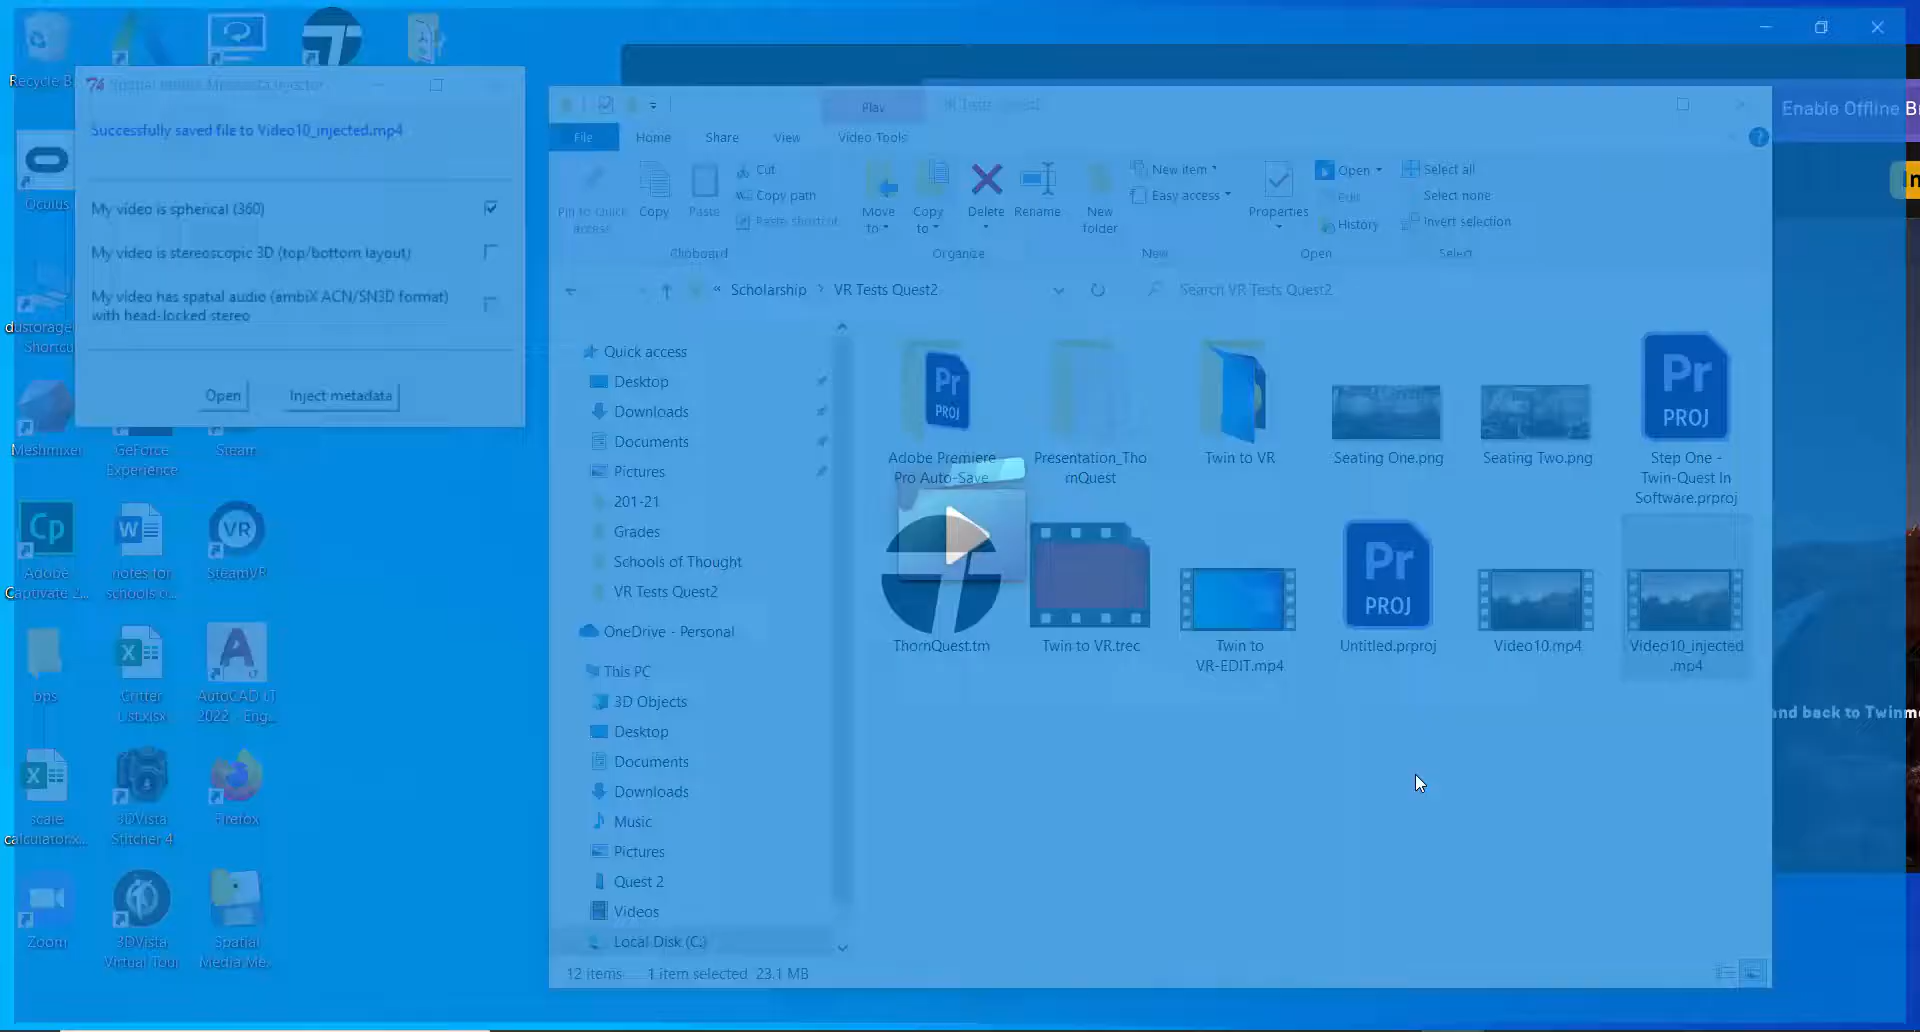 Recycle B
Spatial Media Metadata Injector
Successfully saved file to Video10_injected.mp4
My video is spherical (360)
My video is stereoscopic 3D (top/bottom layout)
My video has spatial audio (ambiX ACN/SN3D format)
with head-locked stereo
Open
Inject metadata
Oculus
dustorage
Shortcu
Meshmixer
GeForce
Experience
Steam
Cp
Adobe
Captivate 2...
notes for
schools o...
VR
SteamVR
bps
Critter
List.xlsx
AutoCAD LT
2022 - Eng...
scale
calculator.x...
3DVista
Stitcher 4
Firefox
Zoom
3DVista
Virtual Tour
Spatial
Media Me...
Play
VR Tests Quest2
File
Home
Share
View
Video Tools
Pin to Quick
access
Copy
Paste
Cut
Copy path
Paste shortcut
Clipboard
Move
to
Copy
to
Delete
Rename
Organize
New
folder
New item
Easy access
New
Properties
Open
Edit
History
Open
Select all
Select none
Invert selection
Select
« Scholarship > VR Tests Quest2
Search VR Tests Quest2
Quick access
Desktop
Downloads
Documents
Pictures
201-21
Grades
Schools of Thought
VR Tests Quest2
OneDrive - Personal
This PC
3D Objects
Desktop
Documents
Downloads
Music
Pictures
Quest 2
Videos
Local Disk (C:)
Pr
PROJ
Adobe Premiere
Pro Auto-Save
Presentation_Tho
rnQuest
Twin to VR
Seating One.png
Seating Two.png
Pr
PROJ
Step One -
Twin-Quest In
Software.prproj
ThornQuest.tm
Twin to VR.trec
Twin to
VR-EDIT.mp4
Pr
PROJ
Untitled.prproj
Video10.mp4
Video10_injected
.mp4
12 items
1 item selected 23.1 MB
Enable Offline Br
In
and back to Twinm